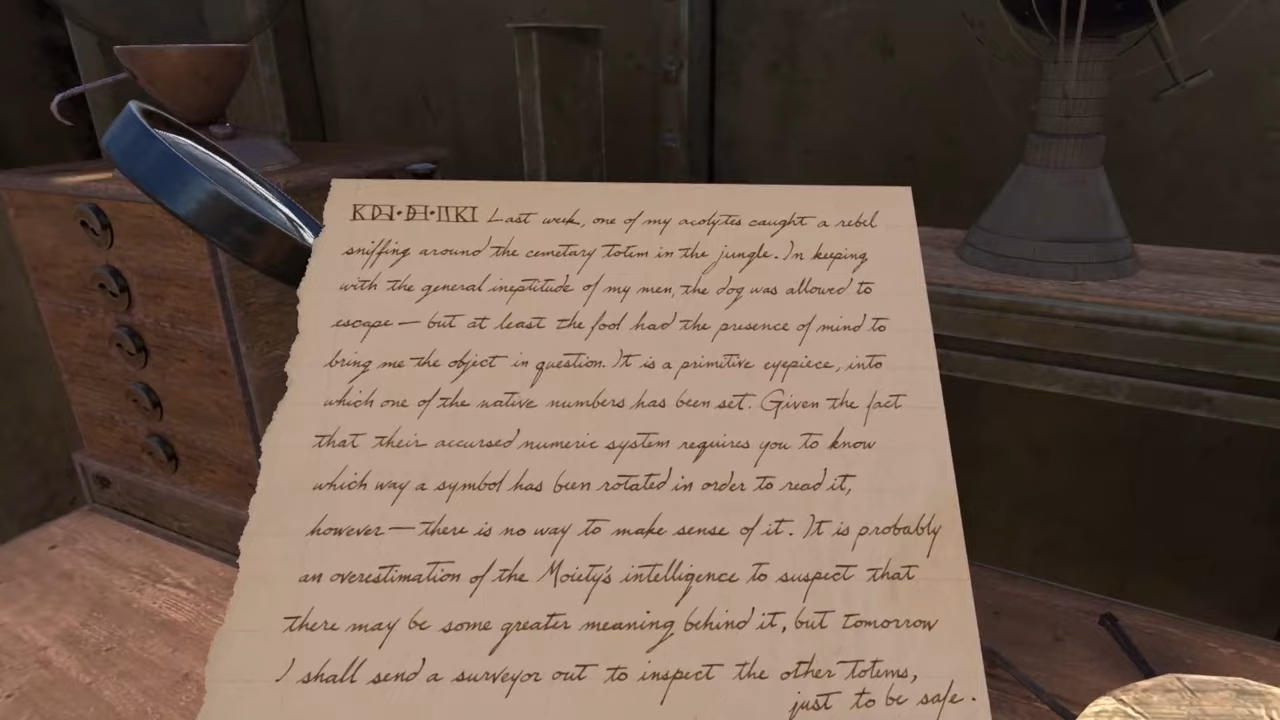 Last week, one of my acolytes caught a rebel
sniffing around the cemetary totem in the jungle. In keeping
with the general ineptitude of my men, the dog was allowed to
escape — but at least the fool had the presence of mind to
bring me the object in question. It is a primitive eyepiece, into
which one of the native numbers has been set. Given the fact
that their accursed numeric system requires you to know
which way a symbol has been rotated in order to read it,
however — there is no way to make sense of it. It is probably
an overestimation of the Moiety's intelligence to suspect that
there may be some greater meaning behind it, but tomorrow
I shall send a surveyor out to inspect the other totems,
just to be safe.